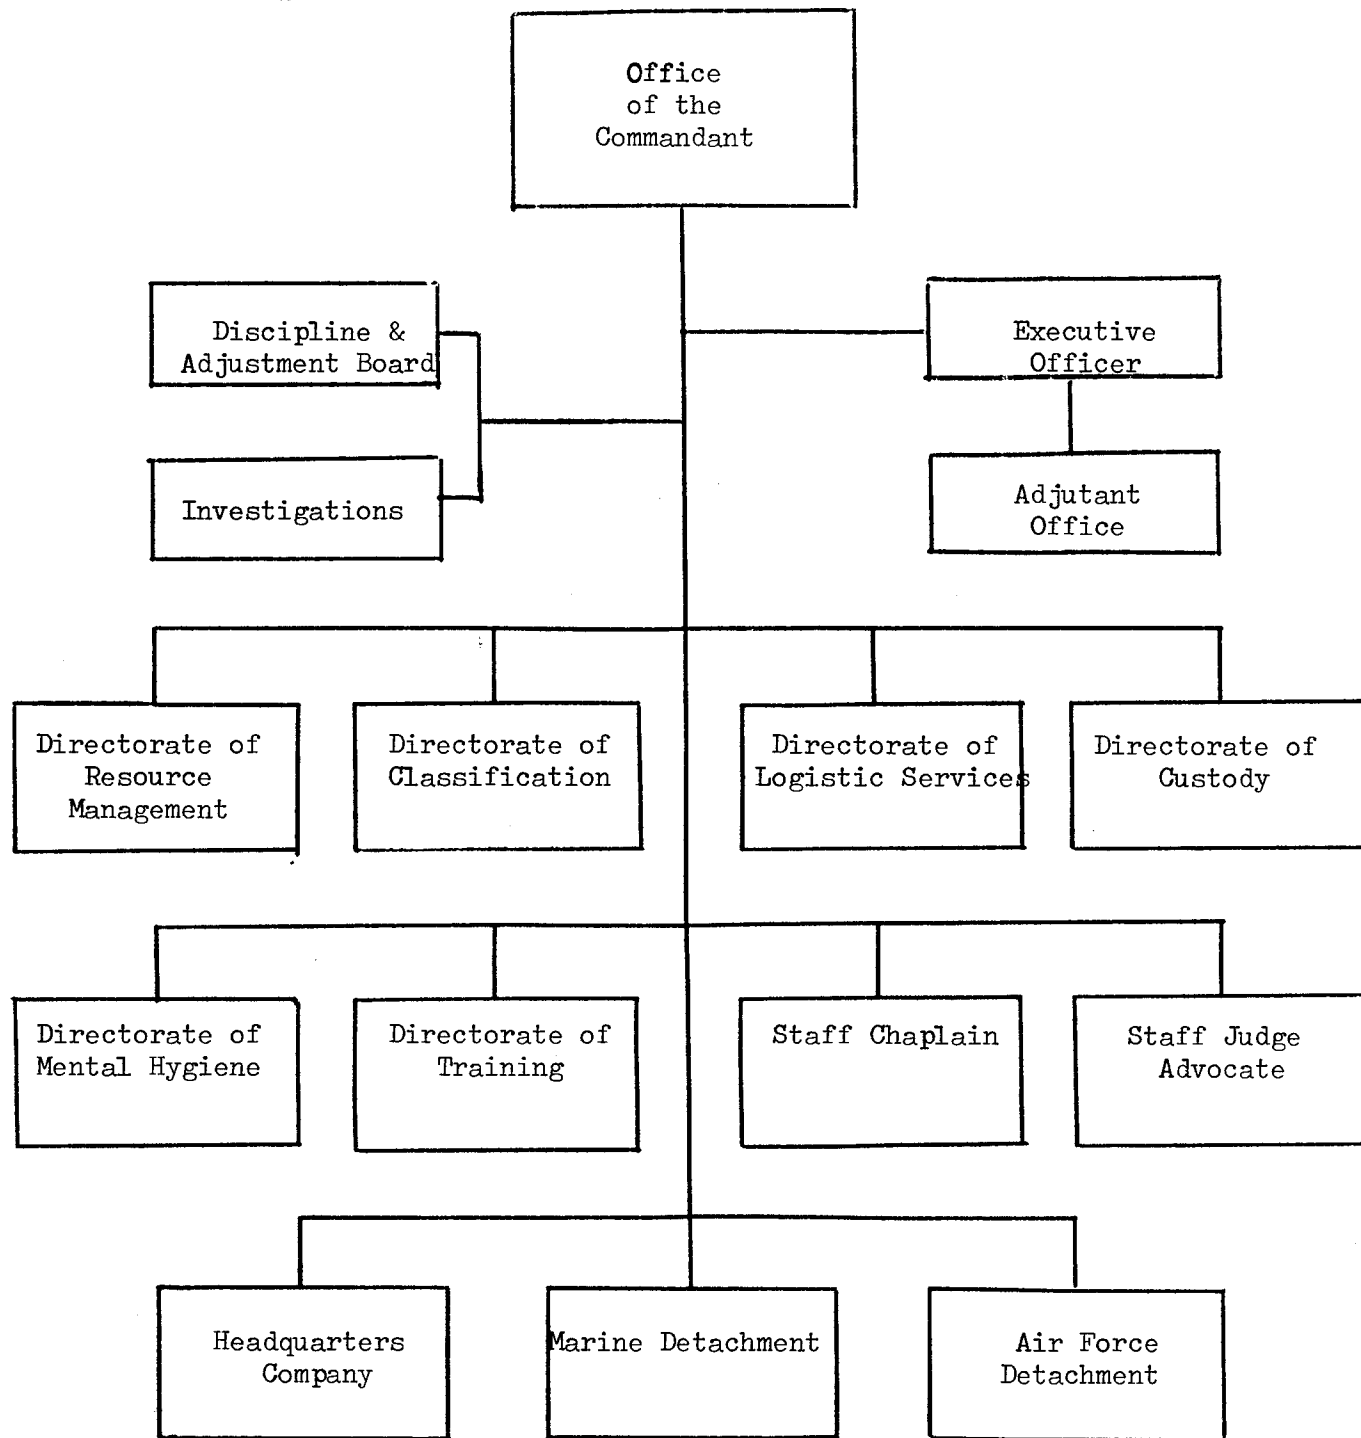 Office
of the
Commandant
Discipline &
Adjustment Board
Executive
Officer
Investigations
Adjutant
Office
Directorate of
Resource
Management
Directorate of
Classification
Directorate of
Logistic Services
Directorate of
Custody
Directorate of
Mental Hygiene
Directorate of
Training
Staff Chaplain
Staff Judge
Advocate
Headquarters
Company
Marine Detachment
Air Force
Detachment